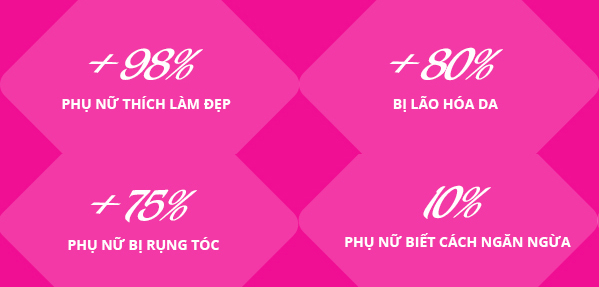 +98%
PHỤ NỮ THÍCH LÀM ĐẸP
+80%
BỊ LÃO HÓA DA
+75%
PHỤ NỮ BỊ RỤNG TÓC
10%
PHỤ NỮ BIẾT CÁCH NGĂN NGỪA